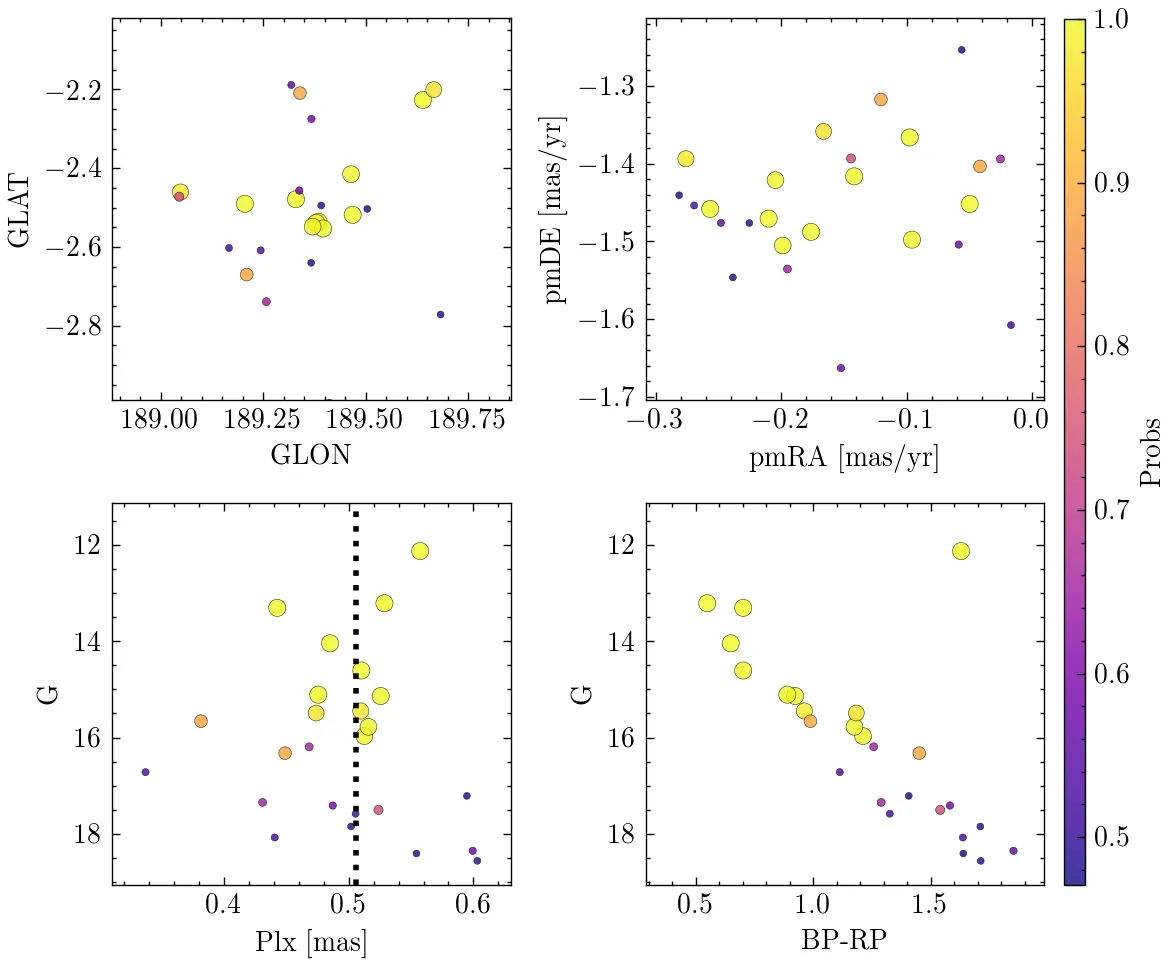 −2.2
−2.4
−2.6
−2.8
GLAT
189.00 189.25 189.50 189.75
GLON
−1.3
−1.4
−1.5
−1.6
−1.7
pmDE [mas/yr]
−0.3 −0.2 −0.1 0.0
pmRA [mas/yr]
12
14
16
18
G
0.4 0.5 0.6
Plx [mas]
12
14
16
18
G
0.5 1.0 1.5
BP-RP
1.0
0.9
0.8
0.7
0.6
0.5
Probs